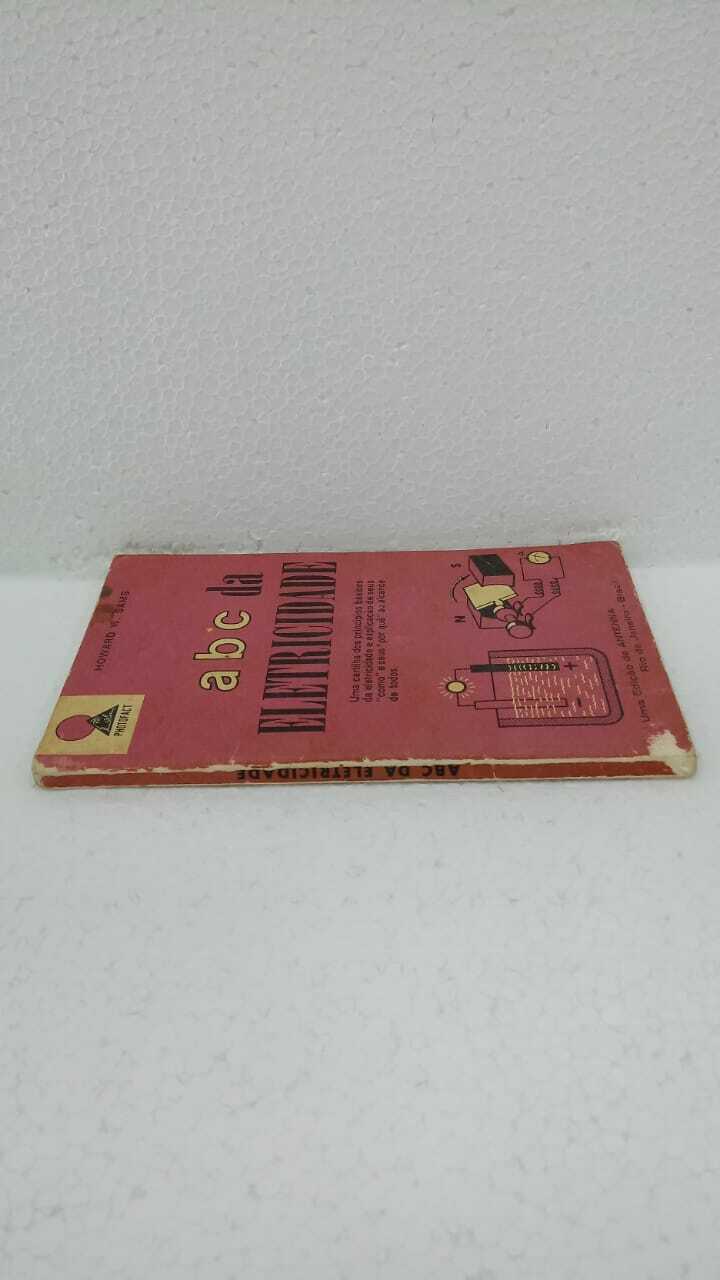 HOWARD W. SAMS
PHOTOFACT
abc da
ELETRICIDADE
Uma cartilha dos princípios básicos
da eletricidade e explicação de seus
"como" e seus "por quê" ao alcance
de todos
N
S
+
-
Uma Edição de ANTENNA
Rio de Janeiro - Brasil
ABC DA ELETRICIDADE